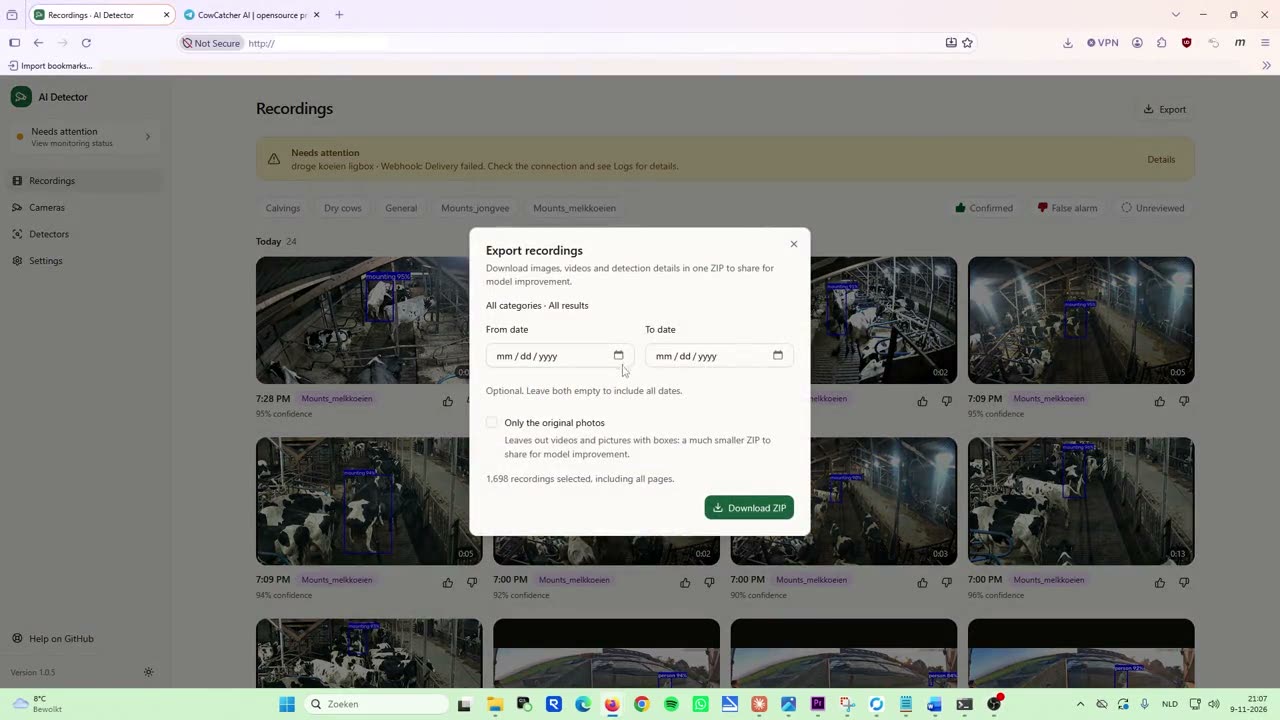 Recordings - AI Detector
CowCatcher AI | opensource pr
Not Secure
http://
VPN
Import bookmarks...
AI Detector
Needs attention
View monitoring status
Recordings
Cameras
Detectors
Settings
Help on GitHub
Version 1.0.5
Recordings
Export
Needs attention
droge koeien ligbox · Webhook: Delivery failed. Check the connection and see Logs for details.
Details
Calvings
Dry cows
General
Mounts_jongvee
Mounts_melkkoeien
Confirmed
False alarm
Unreviewed
Today 24
Export recordings
Download images, videos and detection details in one ZIP to share for
model improvement.
All categories · All results
From date
To date
mm / dd / yyyy
mm / dd / yyyy
Optional. Leave both empty to include all dates.
Only the original photos
Leaves out videos and pictures with boxes: a much smaller ZIP to
share for model improvement.
1,698 recordings selected, including all pages.
Download ZIP
mounting 95%
0:02
0:05
7:28 PM Mounts_melkkoeien
95% confidence
7:09 PM Mounts_melkkoeien
95% confidence
mounting 94%
0:05
0:02
0:03
0:13
7:09 PM Mounts_melkkoeien
94% confidence
7:00 PM Mounts_melkkoeien
92% confidence
7:00 PM Mounts_melkkoeien
90% confidence
7:00 PM Mounts_melkkoeien
96% confidence
person 94%
8°C
Bewolkt
Zoeken
NLD
21:07
9-11-2026